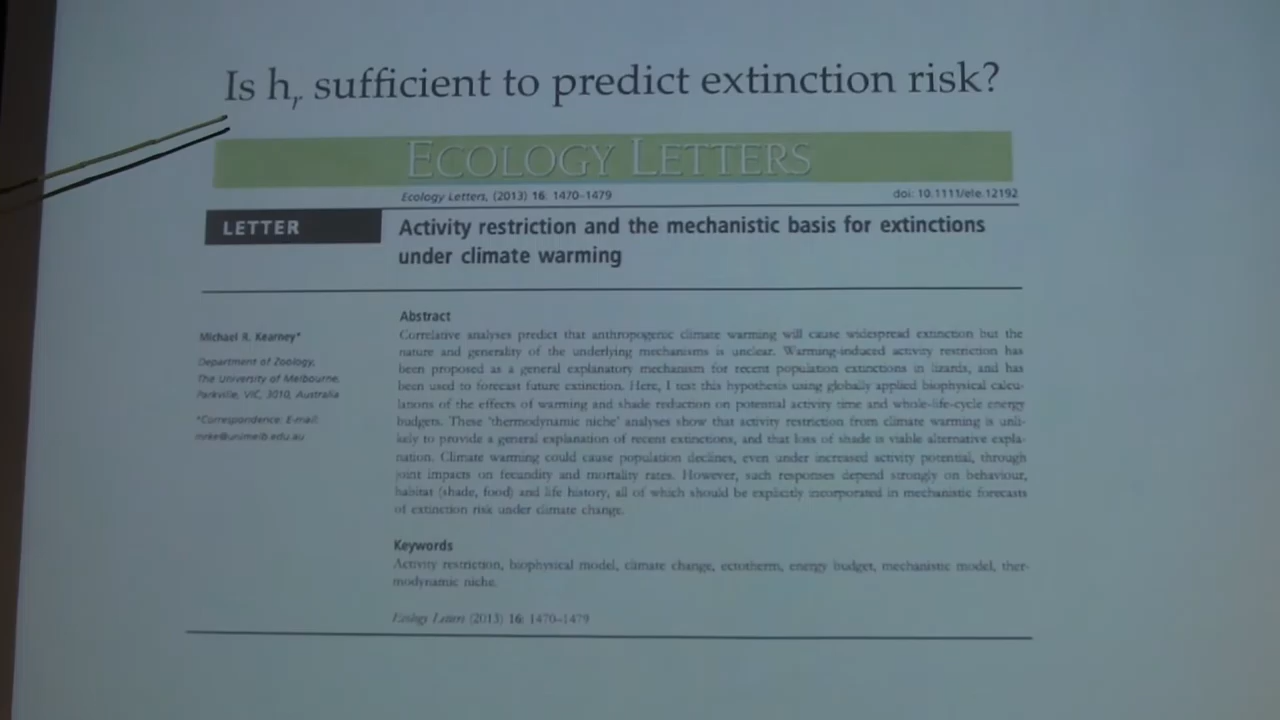 Is hr sufficient to predict extinction risk?
ECOLOGY LETTERS
Ecology Letters, (2013) 16: 1470–1479
doi: 10.1111/ele.12192
LETTER
Activity restriction and the mechanistic basis for extinctions
under climate warming
Michael R. Kearney*
Department of Zoology,
The University of Melbourne,
Parkville, VIC, 3010, Australia
*Correspondence: E-mail:
mrke@unimelb.edu.au
Abstract
Correlative analyses predict that anthropogenic climate warming will cause widespread extinction but the
nature and generality of the underlying mechanisms is unclear. Warming-induced activity restriction has
been proposed as a general explanatory mechanism for recent population extinctions in lizards, and has
been used to forecast future extinction. Here, I test this hypothesis using globally applied biophysical calcu-
lations of the effects of warming and shade reduction on potential activity time and whole-life-cycle energy
budgets. These 'thermodynamic niche' analyses show that activity restriction from climate warming is unli-
kely to provide a general explanation of recent extinctions, and that loss of shade is viable alternative expla-
nation. Climate warming could cause population declines, even under increased activity potential, through
joint impacts on fecundity and mortality rates. However, such responses depend strongly on behaviour,
habitat (shade, food) and life history, all of which should be explicitly incorporated in mechanistic forecasts
of extinction risk under climate change.
Keywords
Activity restriction, biophysical model, climate change, ectotherm, energy budget, mechanistic model, ther-
modynamic niche.
Ecology Letters (2013) 16: 1470–1479